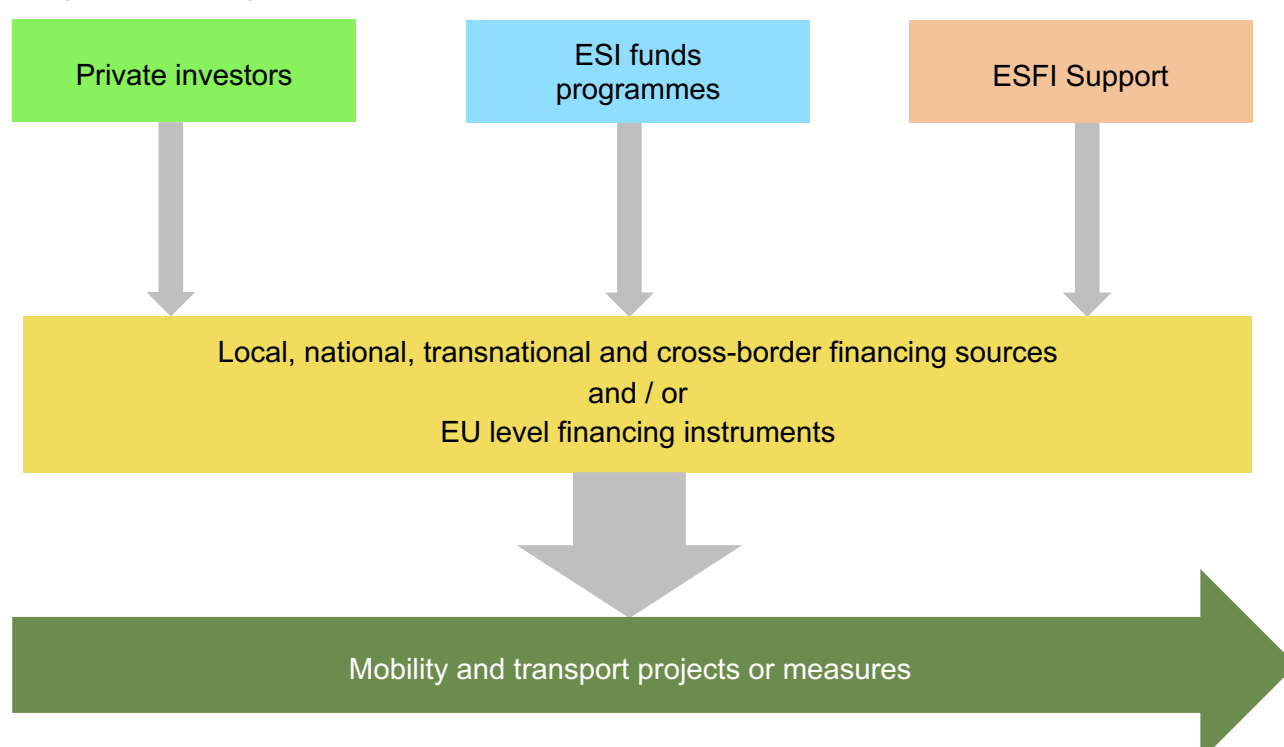 Private investors
ESI funds
programmes
ESFI Support
Local, national, transnational and cross-border financing sources
and / or
EU level financing instruments
Mobility and transport projects or measures